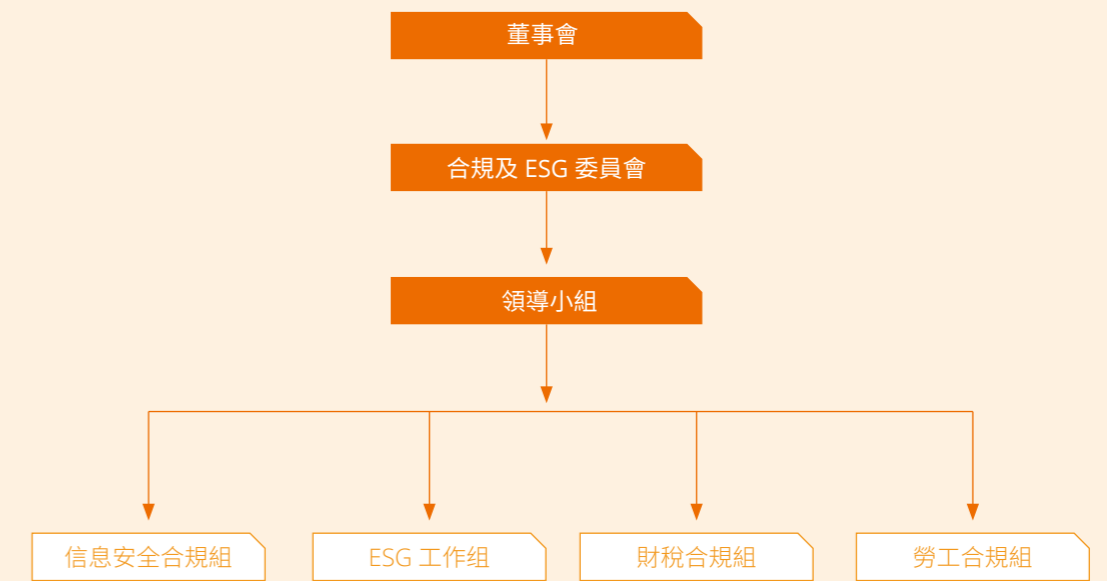 董事會
合規及 ESG 委員會
領導小組
信息安全合規組
ESG 工作组
財稅合規組
勞工合規組